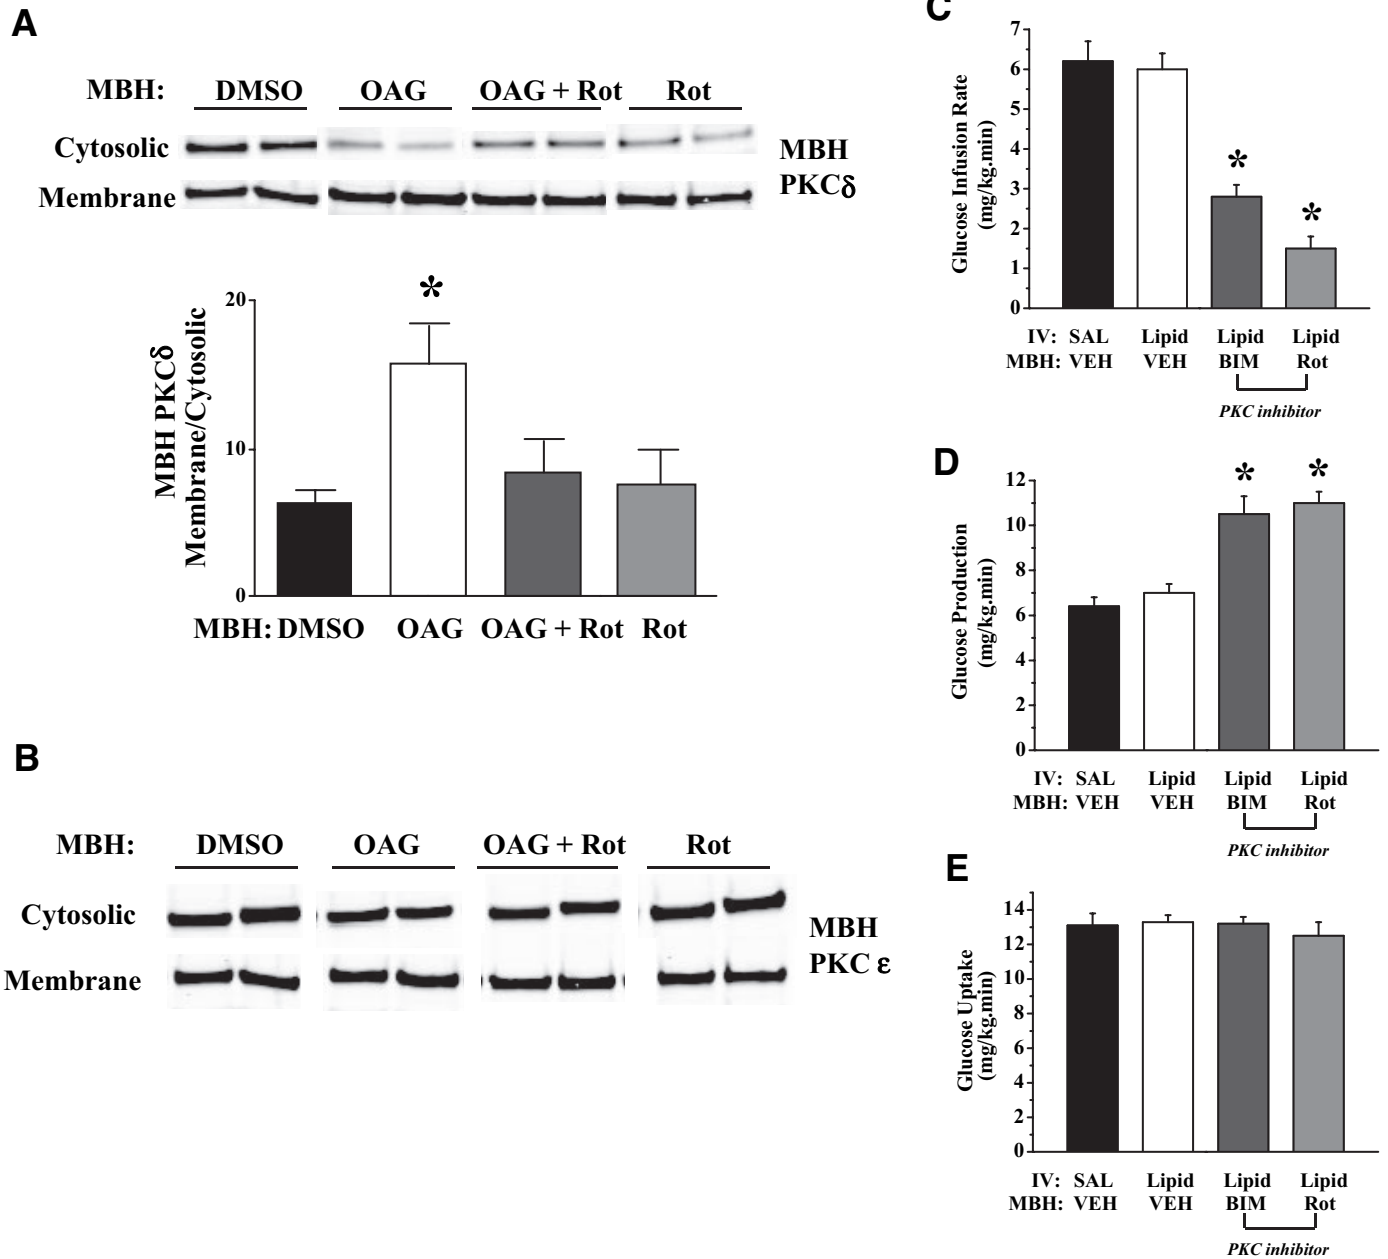 A
MBH: DMSO OAG OAG + Rot Rot
Cytosolic
Membrane
MBH
PKCδ
*
20
10
0
MBH PKCδ
Membrane/Cytosolic
MBH: DMSO OAG OAG + Rot Rot
B
MBH: DMSO OAG OAG + Rot Rot
Cytosolic
Membrane
MBH
PKC ε
C
7
6
5
4
3
2
1
0
Glucose Infusion Rate
(mg/kg.min)
*
*
IV: SAL Lipid Lipid Lipid
MBH: VEH VEH BIM Rot
PKC inhibitor
D
12
10
8
6
4
2
0
Glucose Production
(mg/kg.min)
* *
IV: SAL Lipid Lipid Lipid
MBH: VEH VEH BIM Rot
PKC inhibitor
E
14
12
10
8
6
4
2
0
Glucose Uptake
(mg/kg.min)
IV: SAL Lipid Lipid Lipid
MBH: VEH VEH BIM Rot
PKC inhibitor